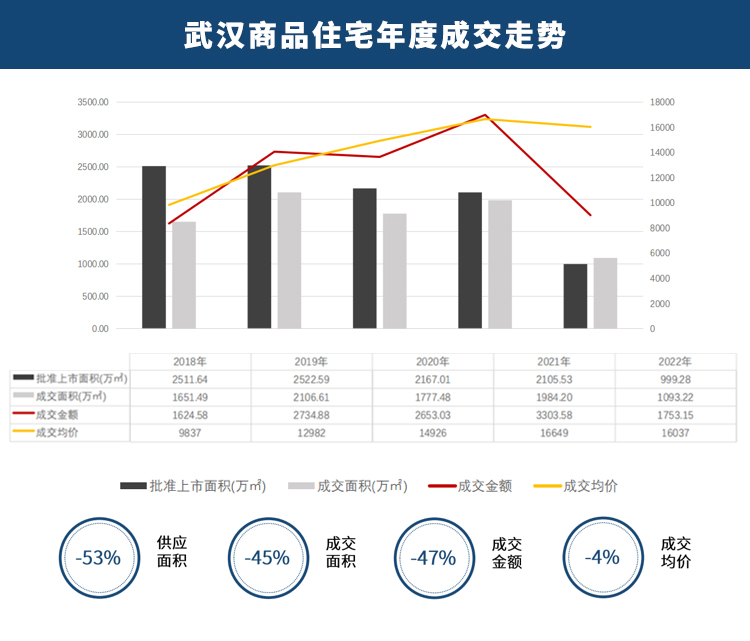 武汉商品住宅年度成交走势
3500.00
3000.00
2500.00
2000.00
1500.00
1000.00
500.00
0.00
18000
16000
14000
12000
10000
8000
6000
4000
2000
0
2018年 2019年 2020年 2021年 2022年
批准上市面积(万㎡) 2511.64 2522.59 2167.01 2105.53 999.28
成交面积(万㎡) 1651.49 2106.61 1777.48 1984.20 1093.22
成交金额 1624.58 2734.88 2653.03 3303.58 1753.15
成交均价 9837 12982 14926 16649 16037
批准上市面积(万㎡) 成交面积(万㎡) 成交金额 成交均价
-53%
供应
面积
-45%
成交
面积
-47%
成交
金额
-4%
成交
均价